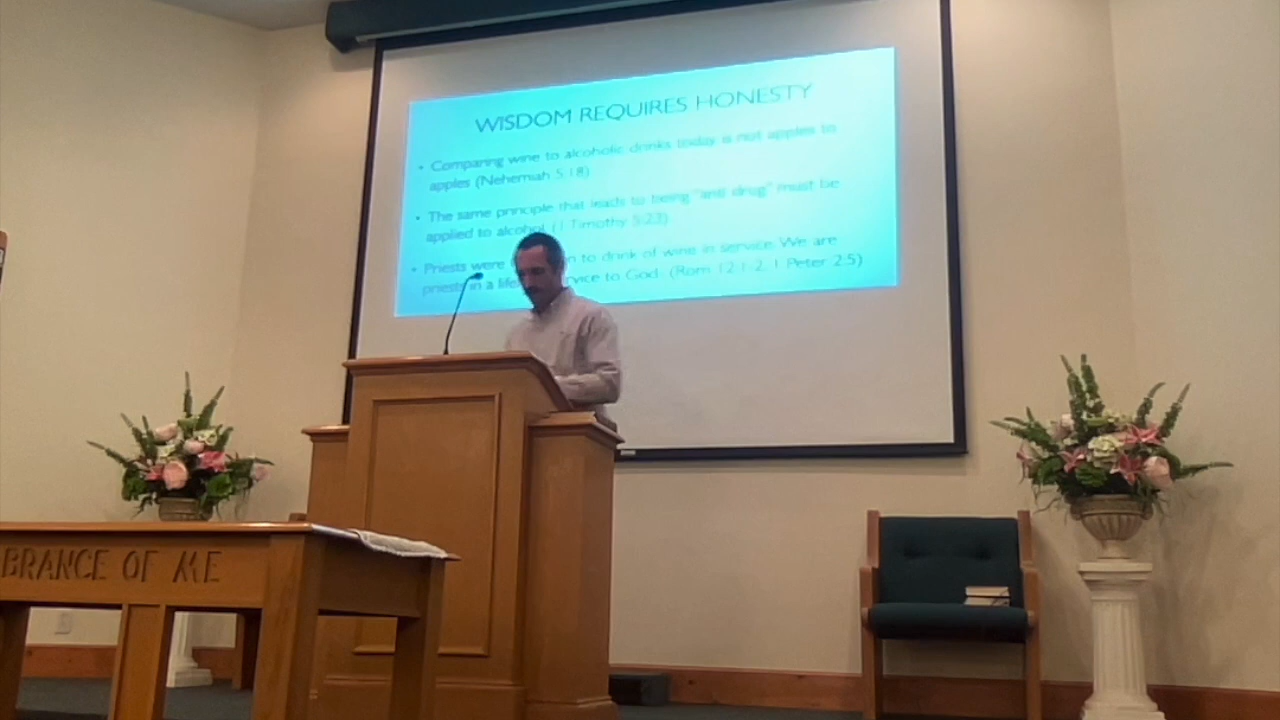 WISDOM REQUIRES HONESTY
• Comparing wine to alcoholic drinks today is not apples to
apples (Nehemiah 5:18)
• The same principle that leads to being "anti drug" must be
applied to alcohol (1 Timothy 5:23)
• Priests were to drink of wine in service. We are
priests in a to God. (Rom 12:1-2, 1 Peter 2:5)
BRANCE OF ME